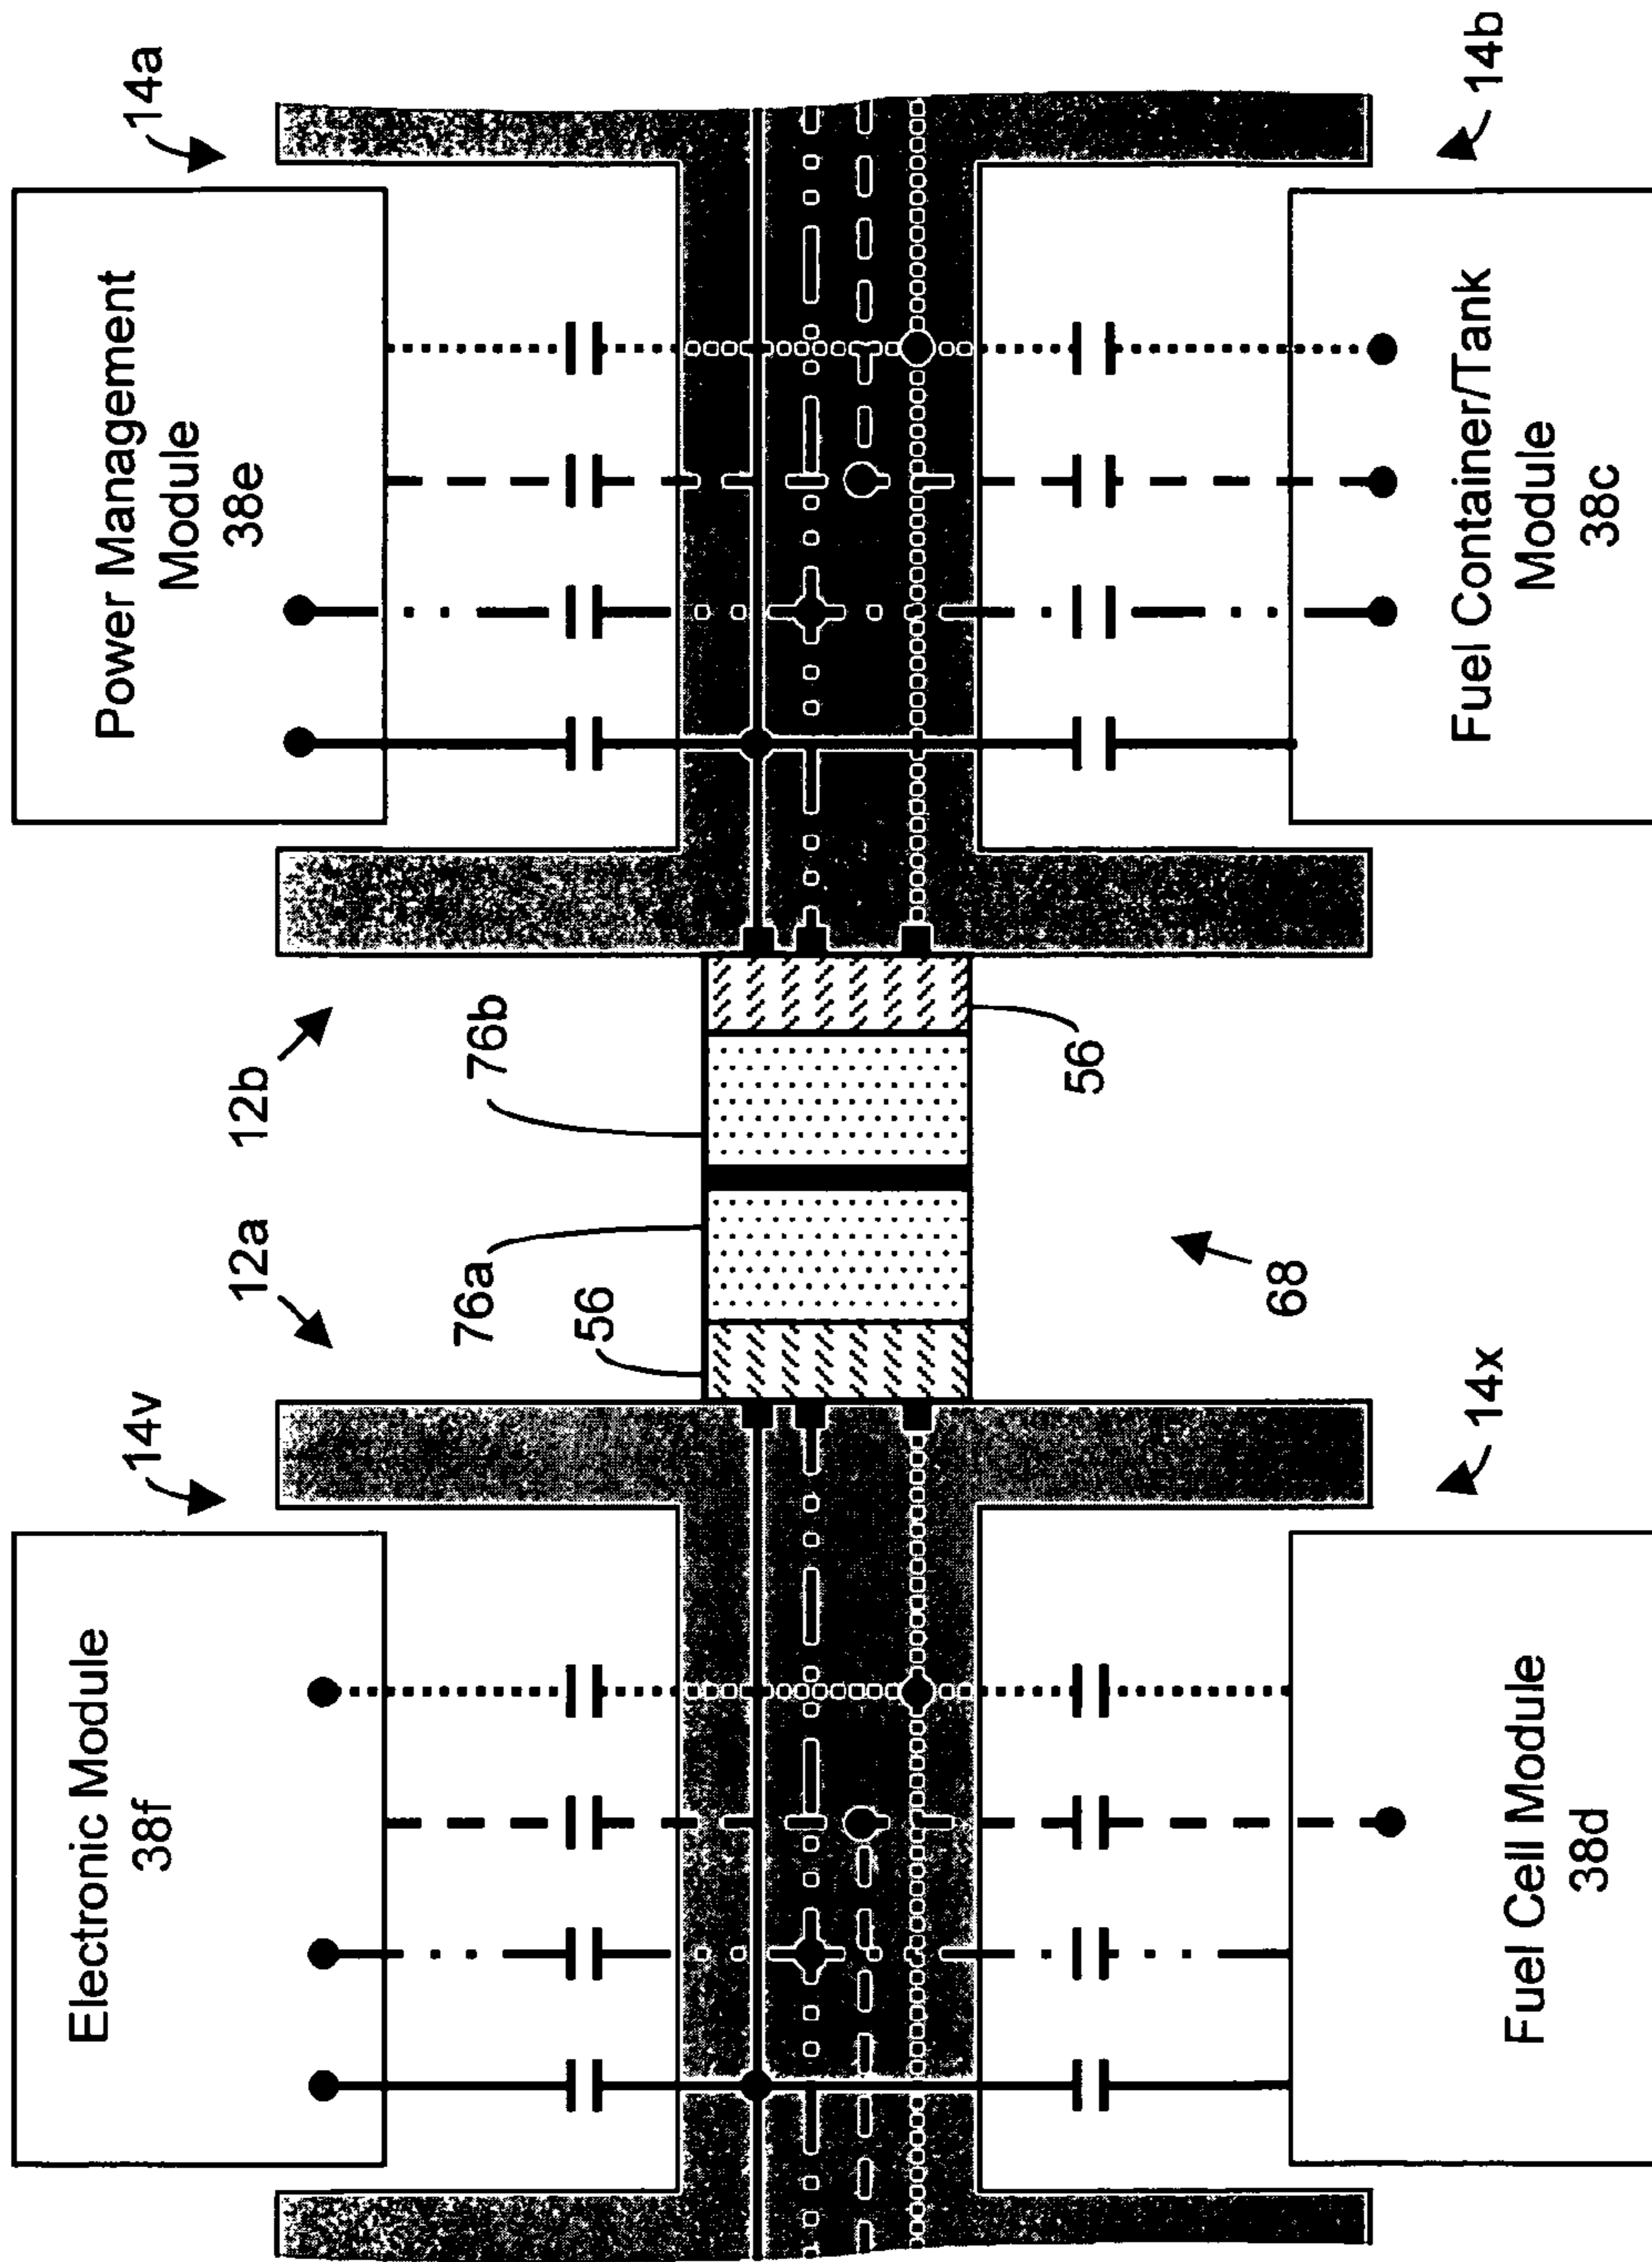 Electronic Module
38f
14v
12a
12b
Power Management
Module
38e
14a
76a
56
76b
56
68
Fuel Cell Module
38d
14x
Fuel Container/Tank
Module
38c
14b